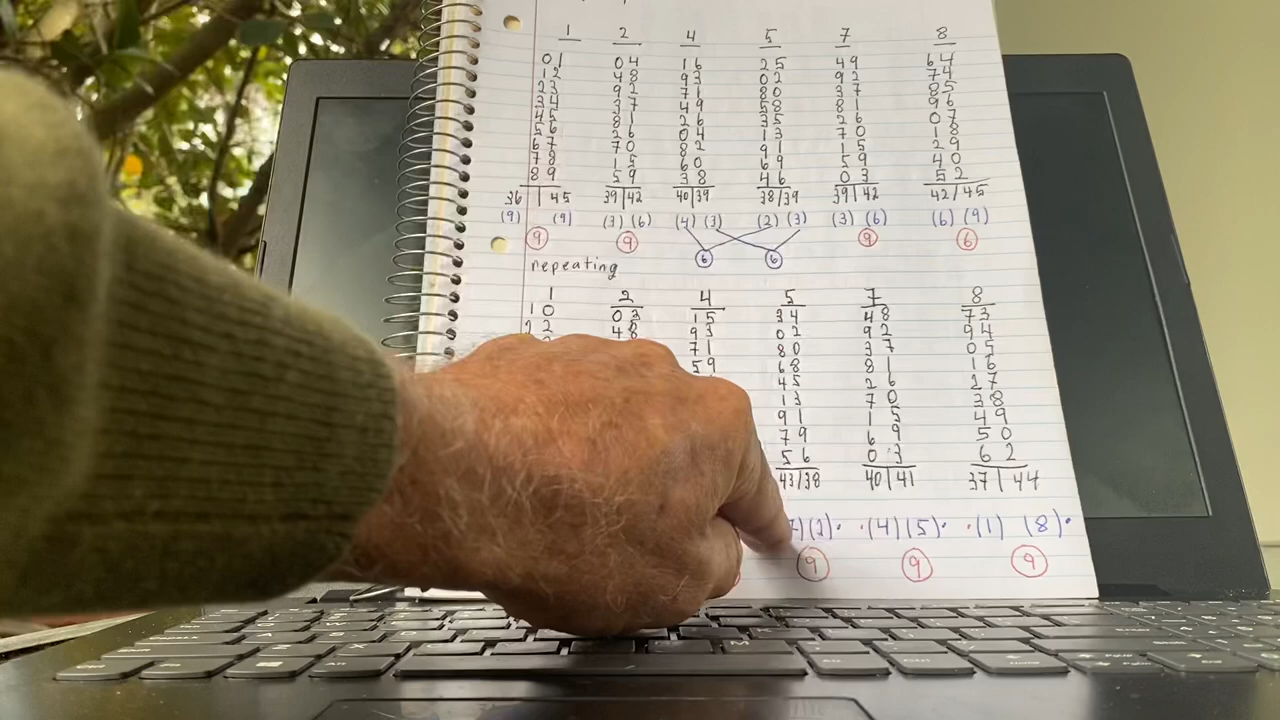 1 2 4 5 7 8
01 04 16 25 49 64
12 48 93 02 92 74
23 92 71 80 37 85
34 37 49 58 81 96
45 81 26 35 26 07
56 26 04 13 70 18
67 70 82 91 15 29
78 15 60 69 59 40
89 59 38 46 03 52
36|45 39|42 40|39 38/39 39|42 42/45
(9) (9) (3) (6) (4) (3) (2) (3) (3) (6) (6) (9)
9 9 9 6
6 6
repeating
1 2 4 5 7 8
10 03 15 34 48 73
22 48 93 02 92 94
71 80 37 05
59 68 81 16
45 26 27
13 70 38
91 15 49
79 69 50
56 03 62
43/38 40/41 37|44
)(2)· ·(4)(5)· ·(1) (8)·
9 9 9